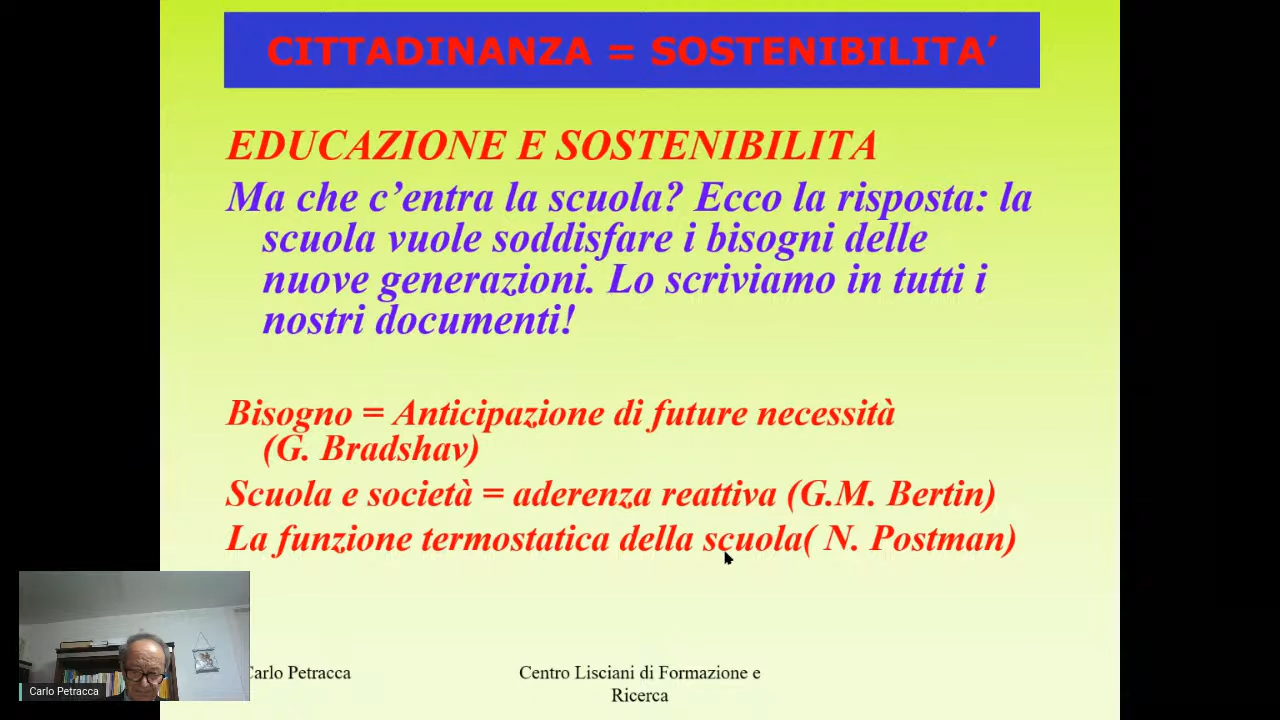 CITTADINANZA = SOSTENIBILITA’
EDUCAZIONE E SOSTENIBILITA
Ma che c’entra la scuola? Ecco la risposta: la
scuola vuole soddisfare i bisogni delle
nuove generazioni. Lo scriviamo in tutti i
nostri documenti!
Bisogno = Anticipazione di future necessità
(G. Bradshav)
Scuola e società = aderenza reattiva (G.M. Bertin)
La funzione termostatica della scuola( N. Postman)
Carlo Petracca
Centro Lisciani di Formazione e
Ricerca
Carlo Petracca